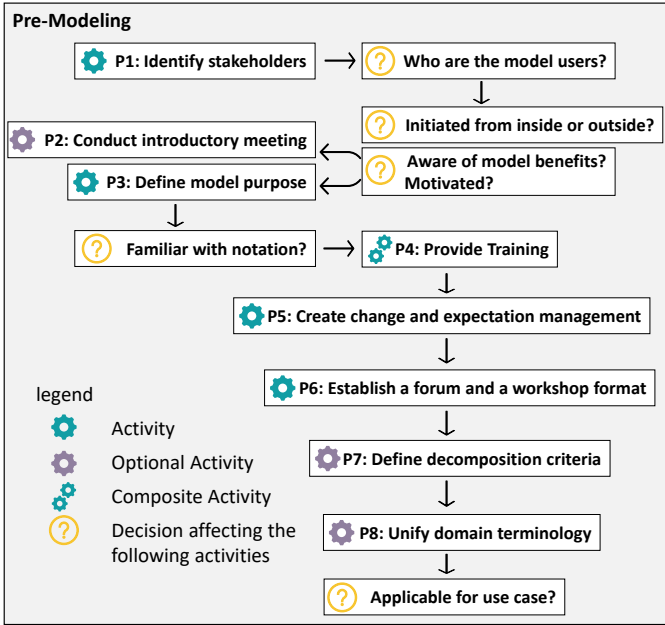 Pre-Modeling
P1: Identify stakeholders
? Who are the model users?
? Initiated from inside or outside?
P2: Conduct introductory meeting
? Aware of model benefits?
Motivated?
P3: Define model purpose
? Familiar with notation?
P4: Provide Training
P5: Create change and expectation management
P6: Establish a forum and a workshop format
P7: Define decomposition criteria
P8: Unify domain terminology
? Applicable for use case?
legend
Activity
Optional Activity
Composite Activity
? Decision affecting the
following activities